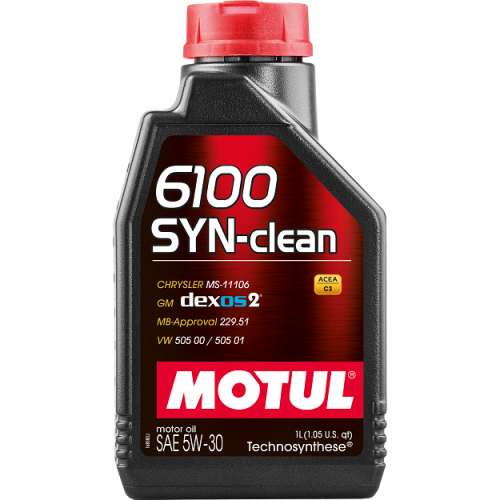 6100
SYN-clean
CHRYSLER MS-11106
GM dexos2™
MB-Approval 229.51
VW 505 00 / 505 01
ACEA
C3
MOTUL®
motor oil
SAE 5W-30
1L (1.05 U.S. qt)
Technosynthese®